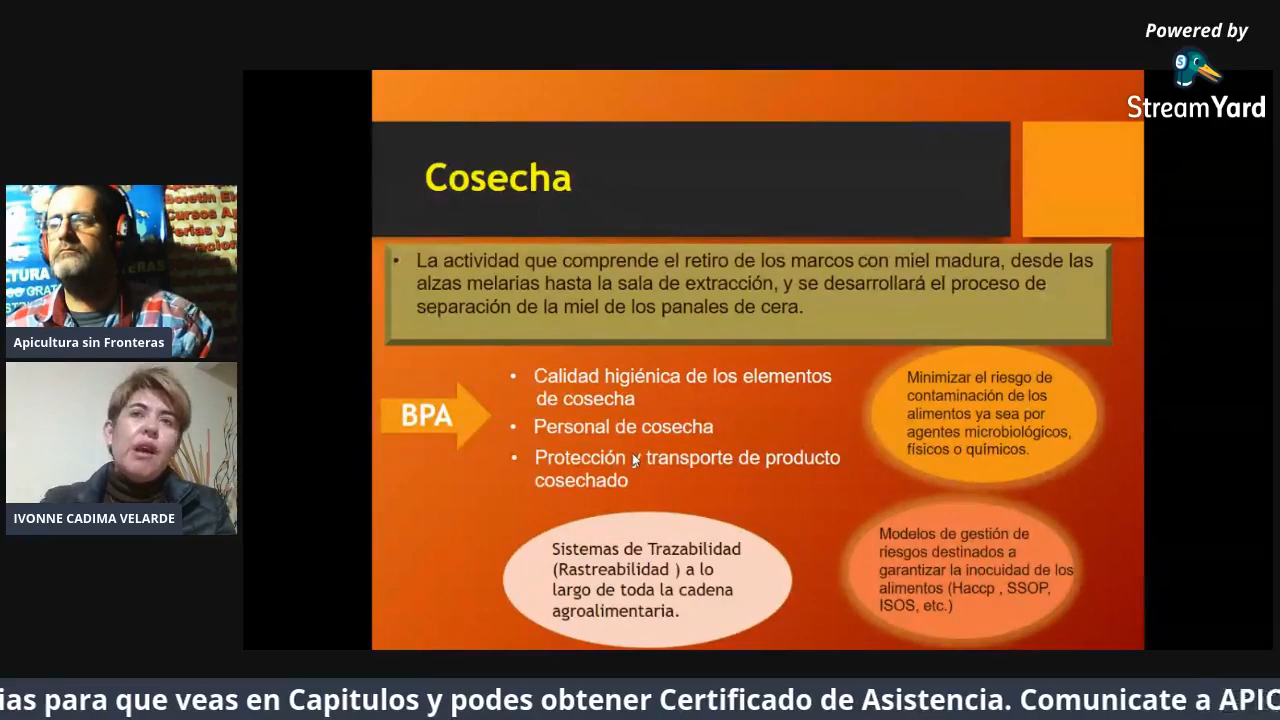 Powered by
StreamYard
Cosecha
• La actividad que comprende el retiro de los marcos con miel madura, desde las
alzas melarias hasta la sala de extracción, y se desarrollará el proceso de
separación de la miel de los panales de cera.
BPA
• Calidad higiénica de los elementos
de cosecha
• Personal de cosecha
• Protección y transporte de producto
cosechado
Minimizar el riesgo de
contaminación de los
alimentos ya sea por
agentes microbiológicos,
físicos o químicos.
Sistemas de Trazabilidad
(Rastreabilidad ) a lo
largo de toda la cadena
agroalimentaria.
Modelos de gestión de
riesgos destinados a
garantizar la inocuidad de los
alimentos (Haccp , SSOP,
ISOS, etc.)
Boletín
Cursos
Apicultura sin Fronteras
IVONNE CADIMA VELARDE
ias para que veas en Capitulos y podes obtener Certificado de Asistencia. Comunicate a APIC